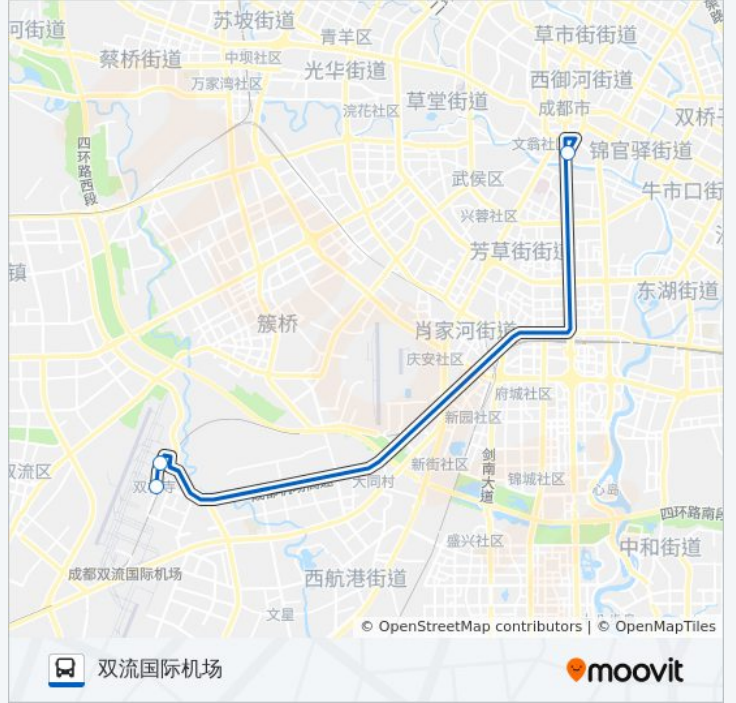 苏坡街道
青羊区
草市街街道
河街道
蔡桥街道
中坝社区
光华街道
西御河街道
万家湾社区
草堂街道
成都市
浣花社区
双桥子
四环路西段
文翁社区
锦官驿街道
武侯区
牛市口街
兴蓉社区
芳草街街道
镇
东湖街道
簇桥
肖家河街道
庆安社区
府城社区
新园社区
双流区
新街社区
剑南大道
锦城社区
大同村
心岛
四环路南段
盛兴社区
中和街道
成都双流国际机场
西航港街道
文星
© OpenStreetMap contributors | © OpenMapTiles
双流国际机场
moovit